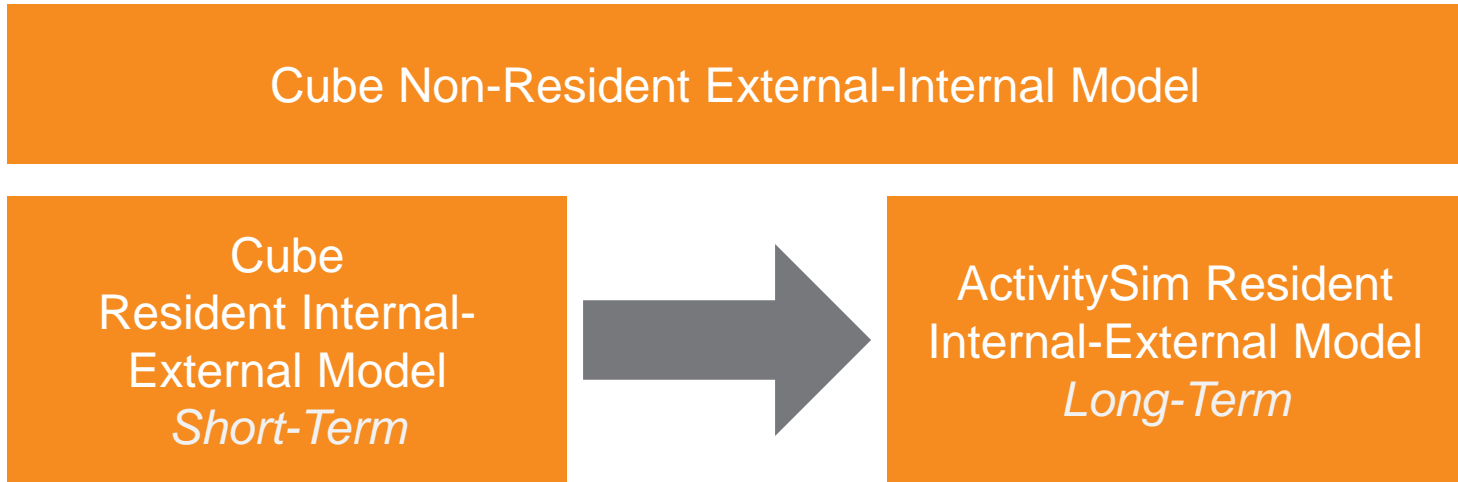 Cube Non-Resident External-Internal Model
Cube
Resident Internal-
External Model
Short-Term
ActivitySim Resident
Internal-External Model
Long-Term